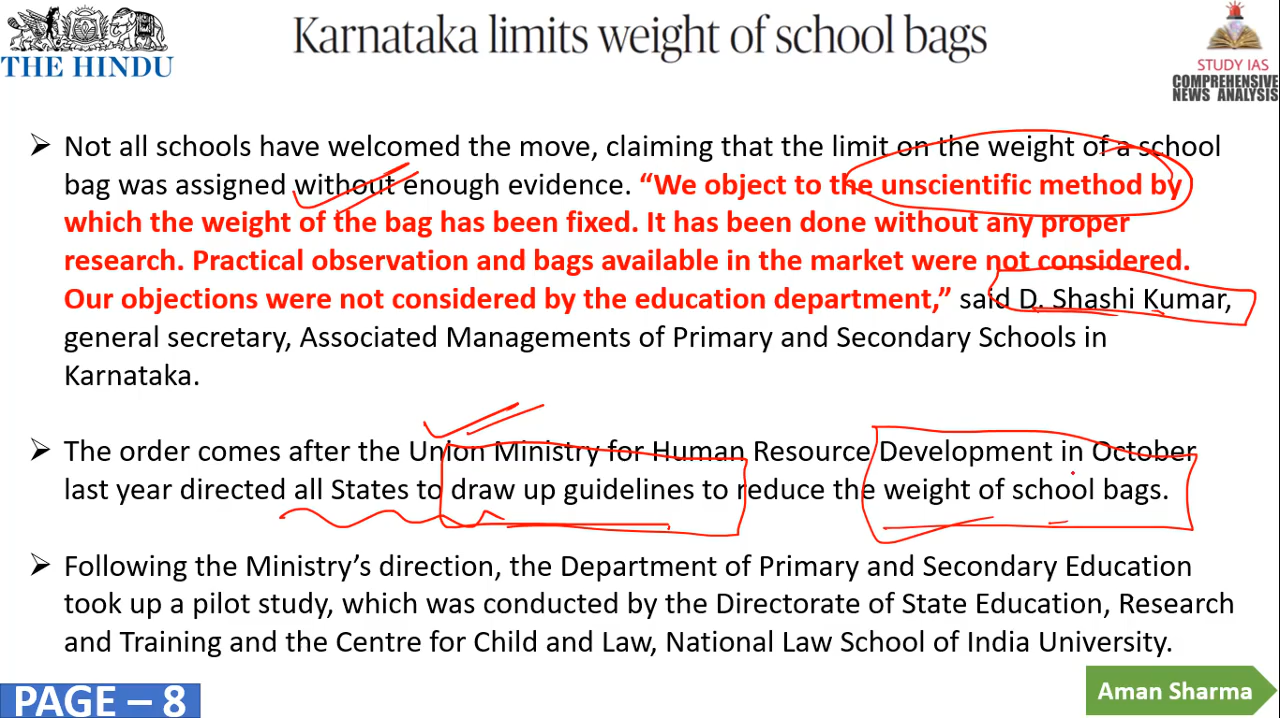 THE HINDU
Karnataka limits weight of school bags
STUDY IAS
COMPREHENSIVE
NEWS ANALYSIS
➢ Not all schools have welcomed the move, claiming that the limit on the weight of a school
bag was assigned without enough evidence. “We object to the unscientific method by
which the weight of the bag has been fixed. It has been done without any proper
research. Practical observation and bags available in the market were not considered.
Our objections were not considered by the education department,” said D. Shashi Kumar,
general secretary, Associated Managements of Primary and Secondary Schools in
Karnataka.
➢ The order comes after the Union Ministry for Human Resource Development in October
last year directed all States to draw up guidelines to reduce the weight of school bags.
➢ Following the Ministry’s direction, the Department of Primary and Secondary Education
took up a pilot study, which was conducted by the Directorate of State Education, Research
and Training and the Centre for Child and Law, National Law School of India University.
PAGE – 8
Aman Sharma